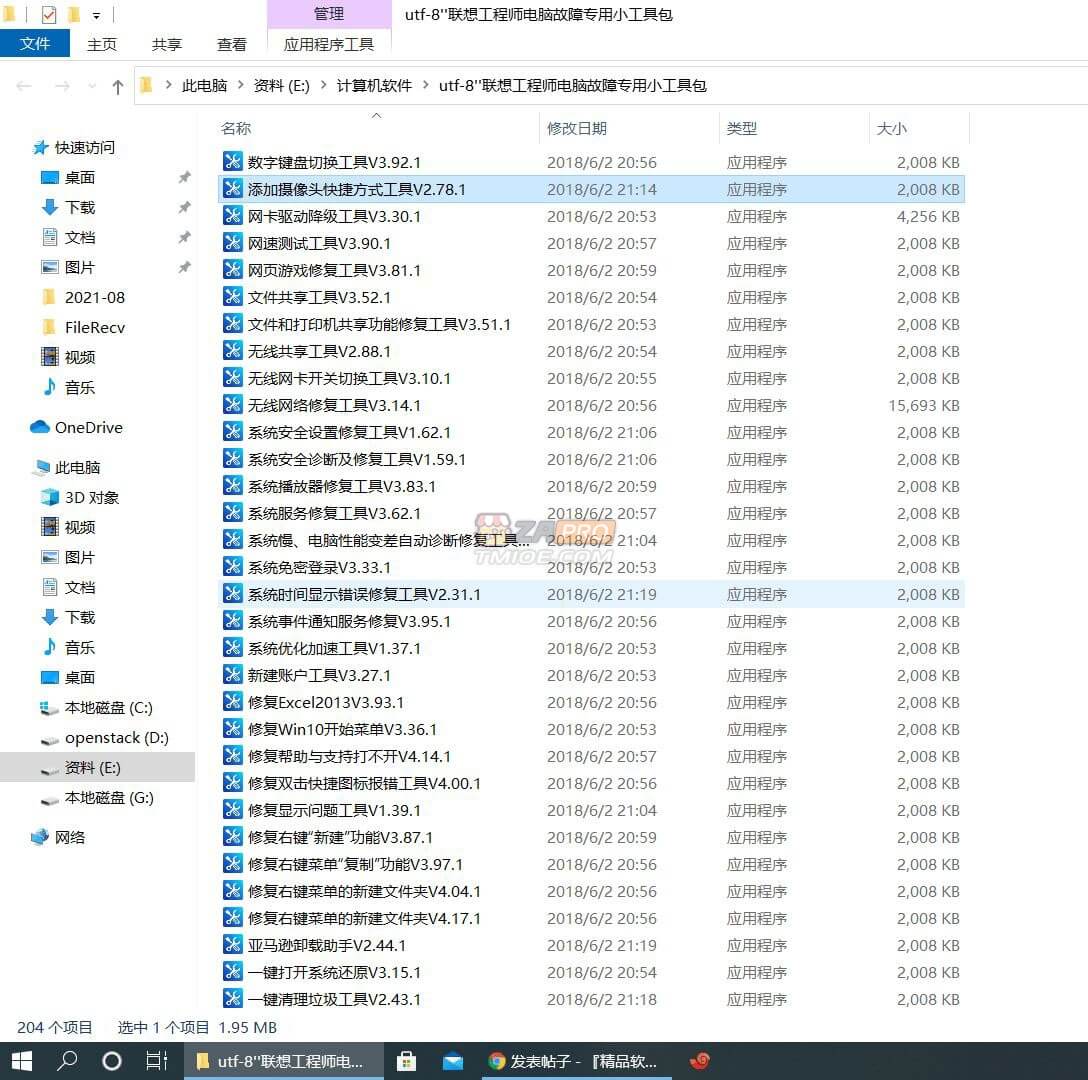 管理 utf-8''联想工程师电脑故障专用小工具包
文件 主页 共享 查看 应用程序工具
此电脑 > 资料 (E:) > 计算机软件 > utf-8''联想工程师电脑故障专用小工具包
名称 修改日期 类型 大小
快速访问
桌面
下载
文档
图片
2021-08
FileRecv
视频
音乐
OneDrive
此电脑
3D 对象
视频
图片
文档
下载
音乐
桌面
本地磁盘 (C:)
openstack (D:)
资料 (E:)
本地磁盘 (G:)
网络
数字键盘切换工具V3.92.1 2018/6/2 20:56 应用程序 2,008 KB
添加摄像头快捷方式工具V2.78.1 2018/6/2 21:14 应用程序 2,008 KB
网卡驱动降级工具V3.30.1 2018/6/2 20:53 应用程序 4,256 KB
网速测试工具V3.90.1 2018/6/2 20:57 应用程序 2,008 KB
网页游戏修复工具V3.81.1 2018/6/2 20:59 应用程序 2,008 KB
文件共享工具V3.52.1 2018/6/2 20:54 应用程序 2,008 KB
文件和打印机共享功能修复工具V3.51.1 2018/6/2 20:53 应用程序 2,008 KB
无线共享工具V2.88.1 2018/6/2 20:54 应用程序 2,008 KB
无线网卡开关切换工具V3.10.1 2018/6/2 20:55 应用程序 2,008 KB
无线网络修复工具V3.14.1 2018/6/2 20:56 应用程序 15,693 KB
系统安全设置修复工具V1.62.1 2018/6/2 21:06 应用程序 2,008 KB
系统安全诊断及修复工具V1.59.1 2018/6/2 21:06 应用程序 2,008 KB
系统播放器修复工具V3.83.1 2018/6/2 20:59 应用程序 2,008 KB
系统服务修复工具V3.62.1 2018/6/2 20:57 应用程序 2,008 KB
系统慢、电脑性能变差自动诊断修复工具... 2018/6/2 21:04 应用程序 2,008 KB
系统免密登录V3.33.1 2018/6/2 20:53 应用程序 2,008 KB
系统时间显示错误修复工具V2.31.1 2018/6/2 21:19 应用程序 2,008 KB
系统事件通知服务修复V3.95.1 2018/6/2 20:56 应用程序 2,008 KB
系统优化加速工具V1.37.1 2018/6/2 20:53 应用程序 2,008 KB
新建账户工具V3.27.1 2018/6/2 20:53 应用程序 2,008 KB
修复Excel2013V3.93.1 2018/6/2 20:56 应用程序 2,008 KB
修复Win10开始菜单V3.36.1 2018/6/2 20:53 应用程序 2,008 KB
修复帮助与支持打不开V4.14.1 2018/6/2 20:57 应用程序 2,008 KB
修复双击快捷图标报错工具V4.00.1 2018/6/2 20:56 应用程序 2,008 KB
修复显示问题工具V1.39.1 2018/6/2 21:04 应用程序 2,008 KB
修复右键“新建”功能V3.87.1 2018/6/2 20:59 应用程序 2,008 KB
修复右键菜单“复制”功能V3.97.1 2018/6/2 20:56 应用程序 2,008 KB
修复右键菜单的新建文件夹V4.04.1 2018/6/2 20:56 应用程序 2,008 KB
修复右键菜单的新建文件夹V4.17.1 2018/6/2 20:56 应用程序 2,008 KB
亚马逊卸载助手V2.44.1 2018/6/2 21:19 应用程序 2,008 KB
一键打开系统还原V3.15.1 2018/6/2 20:54 应用程序 2,008 KB
一键清理垃圾工具V2.43.1 2018/6/2 21:18 应用程序 2,008 KB
ZAPRO
TMIOE.COM
204 个项目 选中 1 个项目 1.95 MB
utf-8''联想工程师电... 发表帖子 - 『精品软...